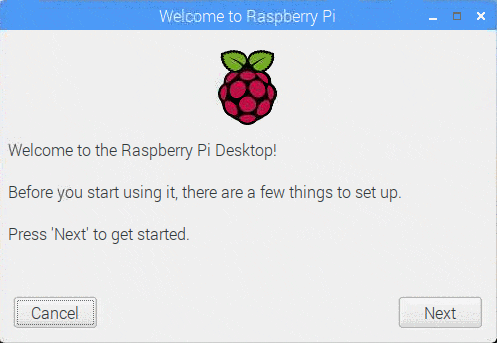 Welcome to Raspberry Pi
Welcome to the Raspberry Pi Desktop!
Before you start using it, there are a few things to set up.
Press 'Next' to get started.
Cancel
Next